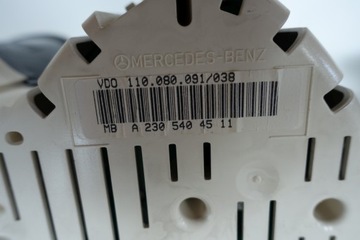 MERCEDES-BENZ
VDO 110.080.091/038
MB A 230 540 45 11